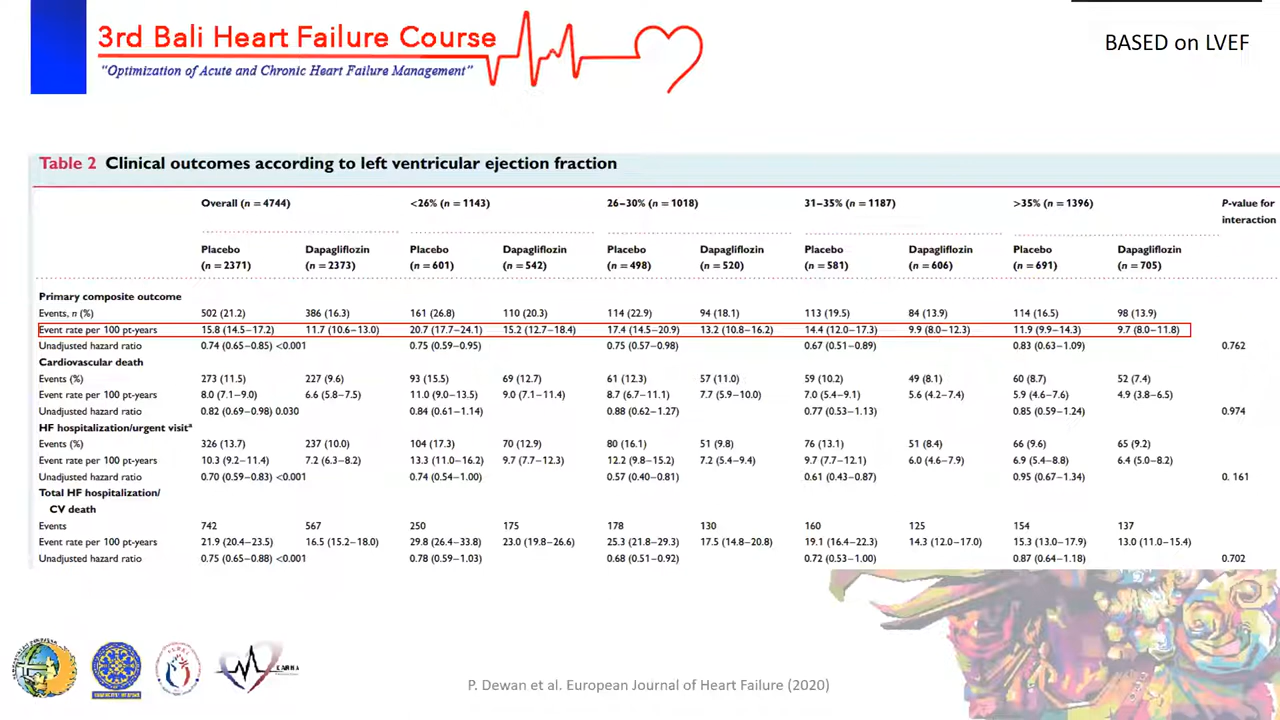 3rd Bali Heart Failure Course
"Optimization of Acute and Chronic Heart Failure Management"
BASED on LVEF
Table 2 Clinical outcomes according to left ventricular ejection fraction
Overall (n = 4744) <26% (n = 1143) 26–30% (n = 1018) 31–35% (n = 1187) >35% (n = 1396) P-value for
interaction
Placebo Dapagliflozin Placebo Dapagliflozin Placebo Dapagliflozin Placebo Dapagliflozin Placebo Dapagliflozin
(n = 2371) (n = 2373) (n = 601) (n = 542) (n = 498) (n = 520) (n = 581) (n = 606) (n = 691) (n = 705)
Primary composite outcome
Events, n (%) 502 (21.2) 386 (16.3) 161 (26.8) 110 (20.3) 114 (22.9) 94 (18.1) 113 (19.5) 84 (13.9) 114 (16.5) 98 (13.9)
Event rate per 100 pt-years 15.8 (14.5–17.2) 11.7 (10.6–13.0) 20.7 (17.7–24.1) 15.2 (12.7–18.4) 17.4 (14.5–20.9) 13.2 (10.8–16.2) 14.4 (12.0–17.3) 9.9 (8.0–12.3) 11.9 (9.9–14.3) 9.7 (8.0–11.8)
Unadjusted hazard ratio 0.74 (0.65–0.85) <0.001 0.75 (0.59–0.95) 0.75 (0.57–0.98) 0.67 (0.51–0.89) 0.83 (0.63–1.09) 0.762
Cardiovascular death
Events (%) 273 (11.5) 227 (9.6) 93 (15.5) 69 (12.7) 61 (12.3) 57 (11.0) 59 (10.2) 49 (8.1) 60 (8.7) 52 (7.4)
Event rate per 100 pt-years 8.0 (7.1–9.0) 6.6 (5.8–7.5) 11.0 (9.0–13.5) 9.0 (7.1–11.4) 8.7 (6.7–11.1) 7.7 (5.9–10.0) 7.0 (5.4–9.1) 5.6 (4.2–7.4) 5.9 (4.6–7.6) 4.9 (3.8–6.5)
Unadjusted hazard ratio 0.82 (0.69–0.98) 0.030 0.84 (0.61–1.14) 0.88 (0.62–1.27) 0.77 (0.53–1.13) 0.85 (0.59–1.24) 0.974
HF hospitalization/urgent visitᵃ
Events (%) 326 (13.7) 237 (10.0) 104 (17.3) 70 (12.9) 80 (16.1) 51 (9.8) 76 (13.1) 51 (8.4) 66 (9.6) 65 (9.2)
Event rate per 100 pt-years 10.3 (9.2–11.4) 7.2 (6.3–8.2) 13.3 (11.0–16.2) 9.7 (7.7–12.3) 12.2 (9.8–15.2) 7.2 (5.4–9.4) 9.7 (7.7–12.1) 6.0 (4.6–7.9) 6.9 (5.4–8.8) 6.4 (5.0–8.2)
Unadjusted hazard ratio 0.70 (0.59–0.83) <0.001 0.74 (0.54–1.00) 0.57 (0.40–0.81) 0.61 (0.43–0.87) 0.95 (0.67–1.34) 0. 161
Total HF hospitalization/
CV death
Events 742 567 250 175 178 130 160 125 154 137
Event rate per 100 pt-years 21.9 (20.4–23.5) 16.5 (15.2–18.0) 29.8 (26.4–33.8) 23.0 (19.8–26.6) 25.3 (21.8–29.3) 17.5 (14.8–20.8) 19.1 (16.4–22.3) 14.3 (12.0–17.0) 15.3 (13.0–17.9) 13.0 (11.0–15.4)
Unadjusted hazard ratio 0.75 (0.65–0.88) <0.001 0.78 (0.59–1.03) 0.68 (0.51–0.92) 0.72 (0.53–1.00) 0.87 (0.64–1.18) 0.702
P. Dewan et al. European Journal of Heart Failure (2020)